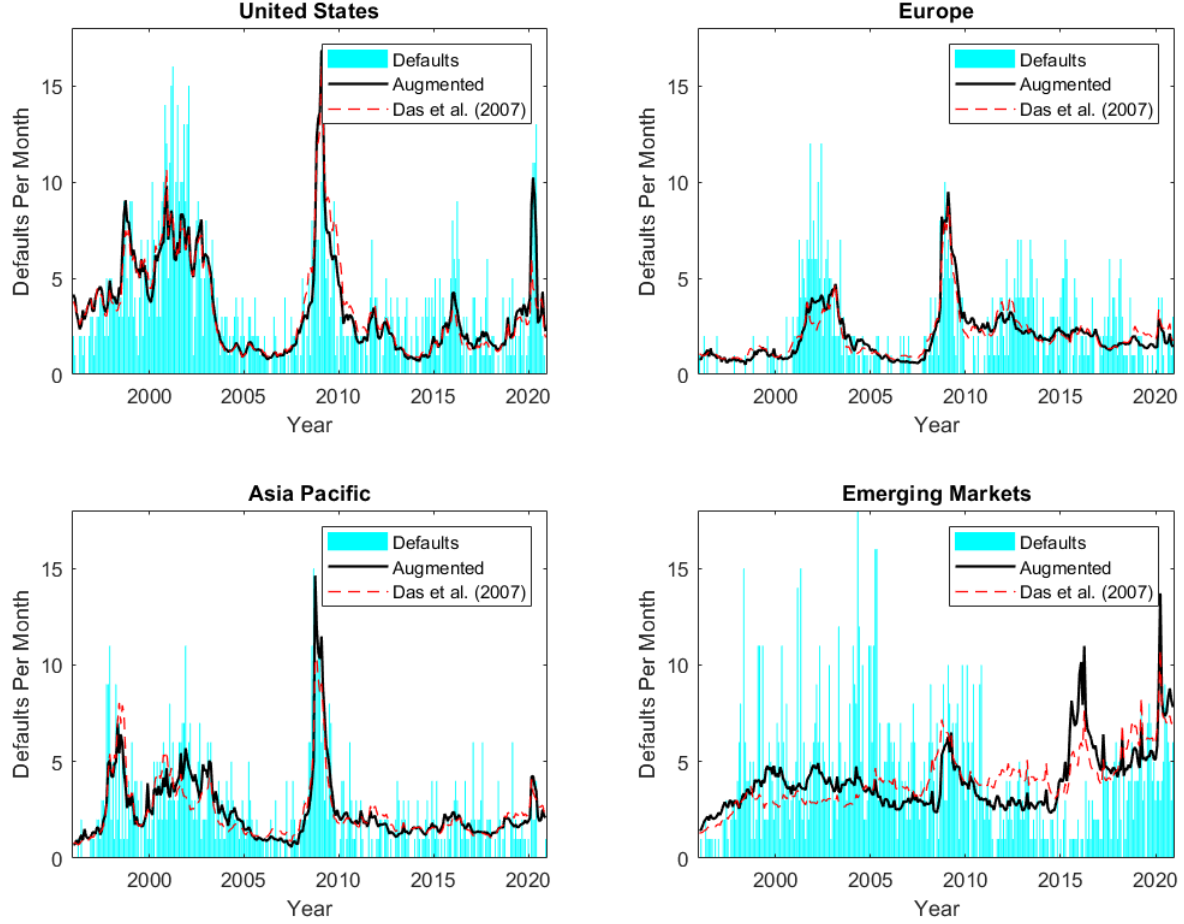 United States
Defaults
Augmented
Das et al. (2007)
Defaults Per Month
15
10
5
0
2000 2005 2010 2015 2020
Year
Europe
Defaults
Augmented
Das et al. (2007)
Defaults Per Month
15
10
5
0
2000 2005 2010 2015 2020
Year
Asia Pacific
Defaults
Augmented
Das et al. (2007)
Defaults Per Month
15
10
5
0
2000 2005 2010 2015 2020
Year
Emerging Markets
Defaults
Augmented
Das et al. (2007)
Defaults Per Month
15
10
5
0
2000 2005 2010 2015 2020
Year